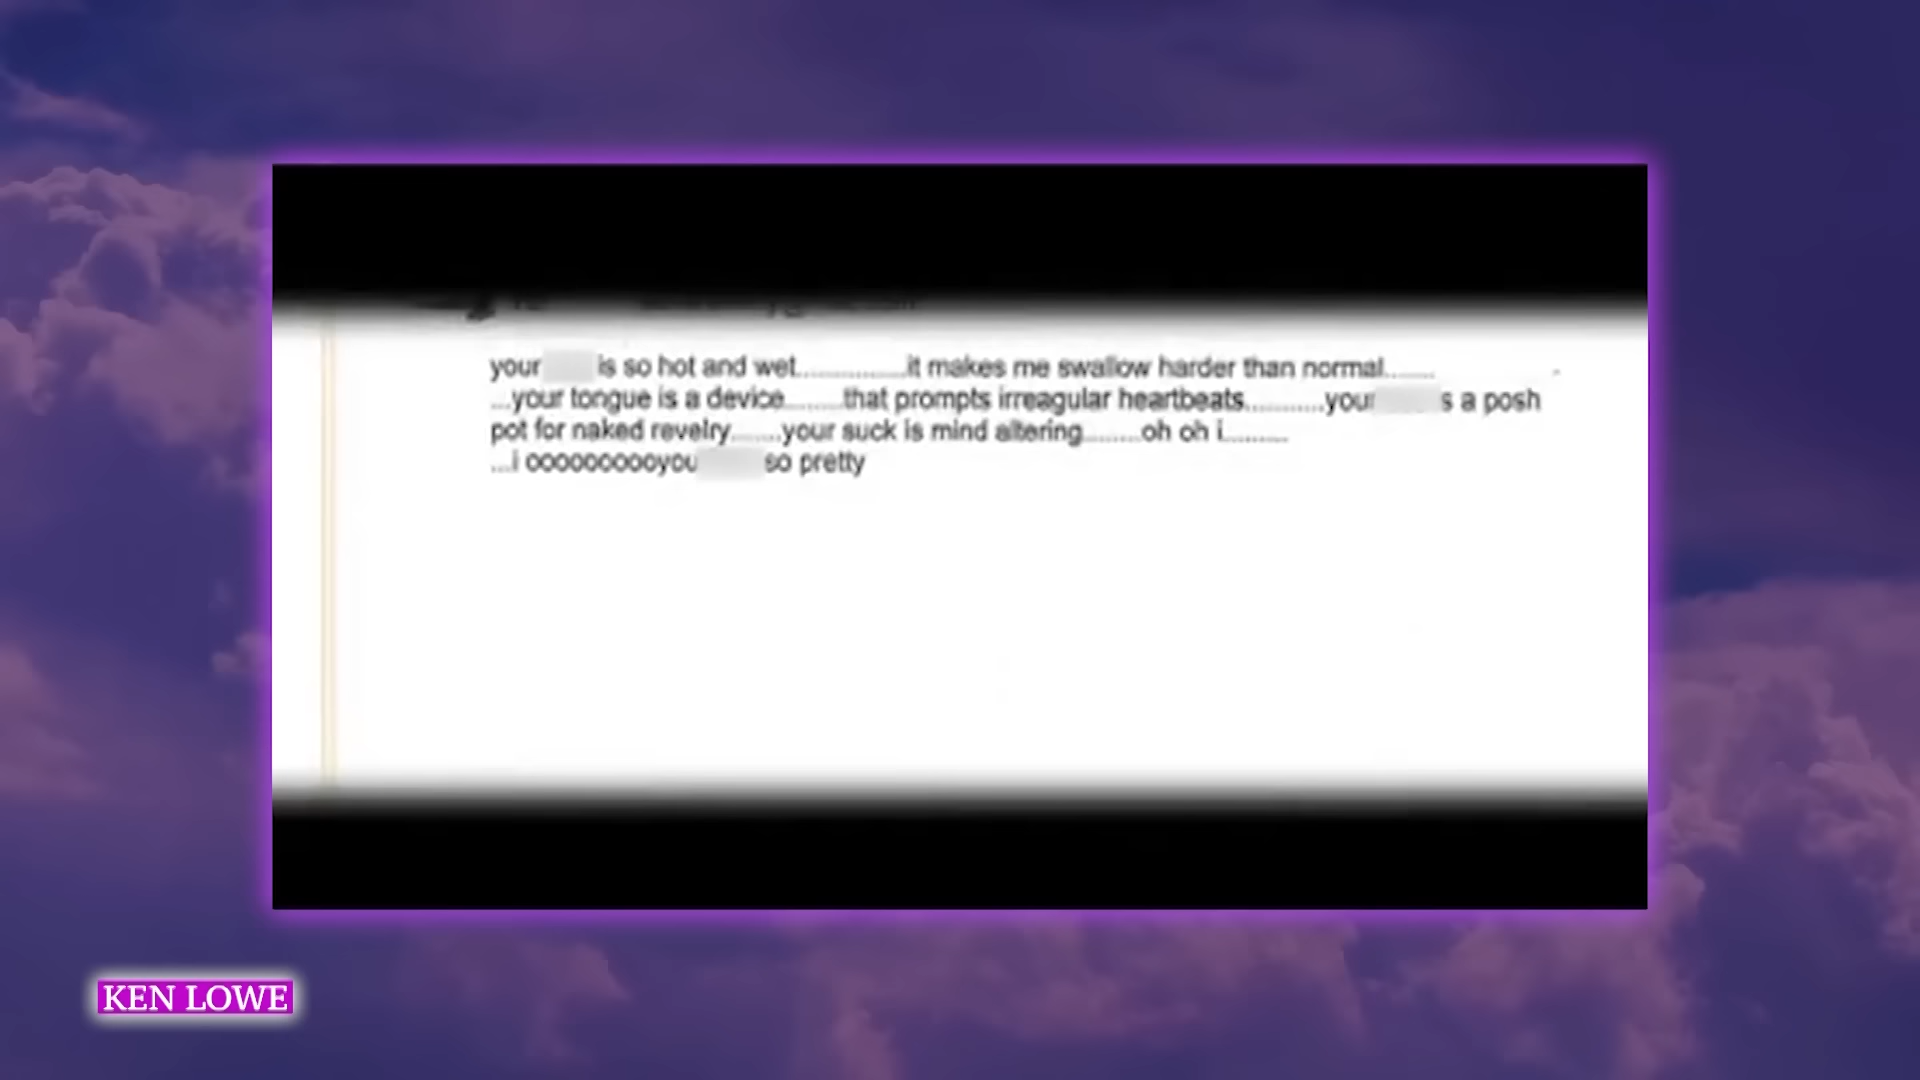 your is so hot and wet...............it makes me swallow harder than normal.......
...your tongue is a device........that prompts irreagular heartbeats...........your s a posh
pot for naked revelry.......your suck is mind altering........oh oh i.........
...i oooooooooyou so pretty
KEN LOWE